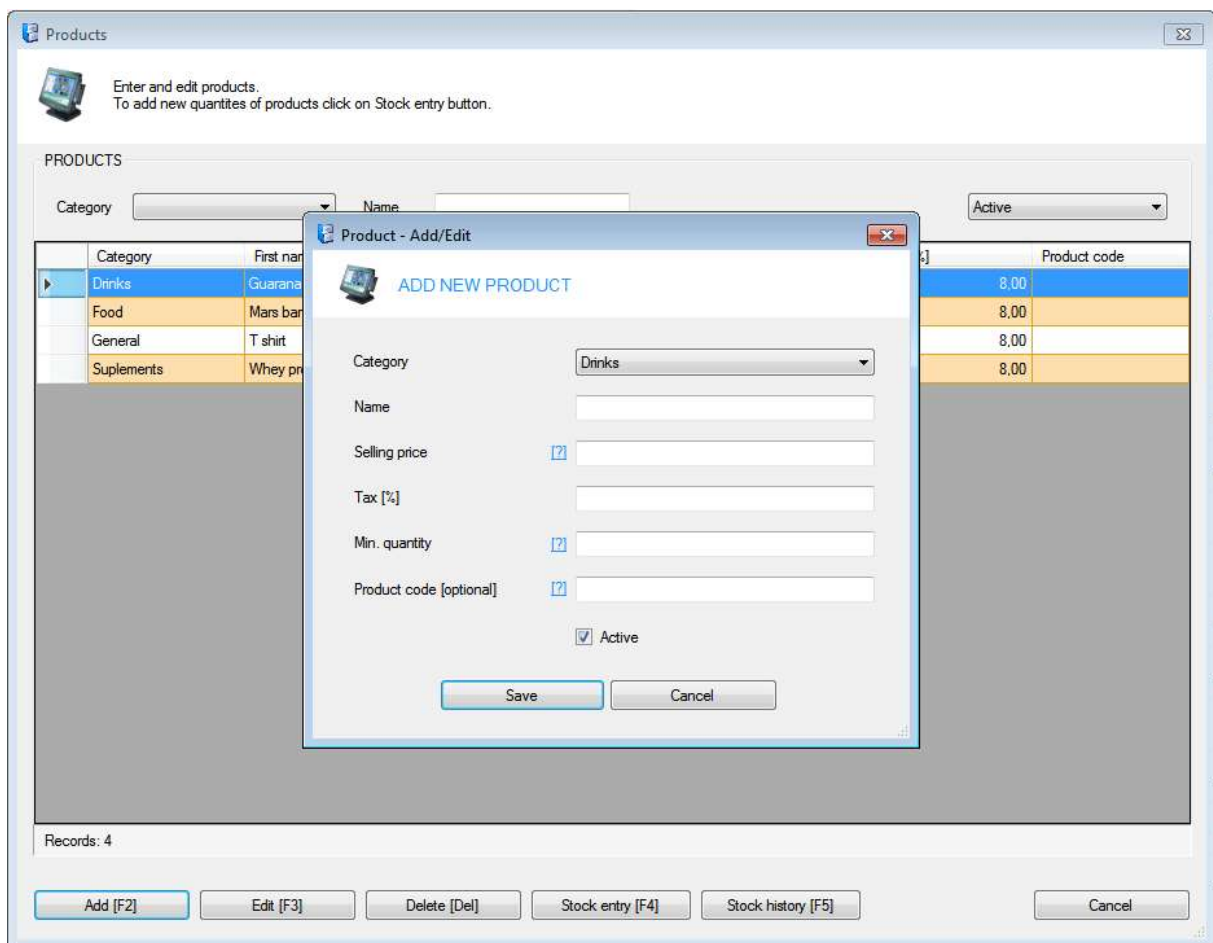 Products
Enter and edit products.
To add new quantites of products click on Stock entry button.
PRODUCTS
Category
Name
Active
Category First nar %] Product code
Drinks Guarana 8,00
Food Mars bar 8,00
General T shirt 8,00
Suplements Whey pr 8,00
Product - Add/Edit
ADD NEW PRODUCT
Category Drinks
Name
Selling price [?]
Tax [%]
Min. quantity [?]
Product code [optional] [?]
Active
Save Cancel
Records: 4
Add [F2] Edit [F3] Delete [Del] Stock entry [F4] Stock history [F5] Cancel